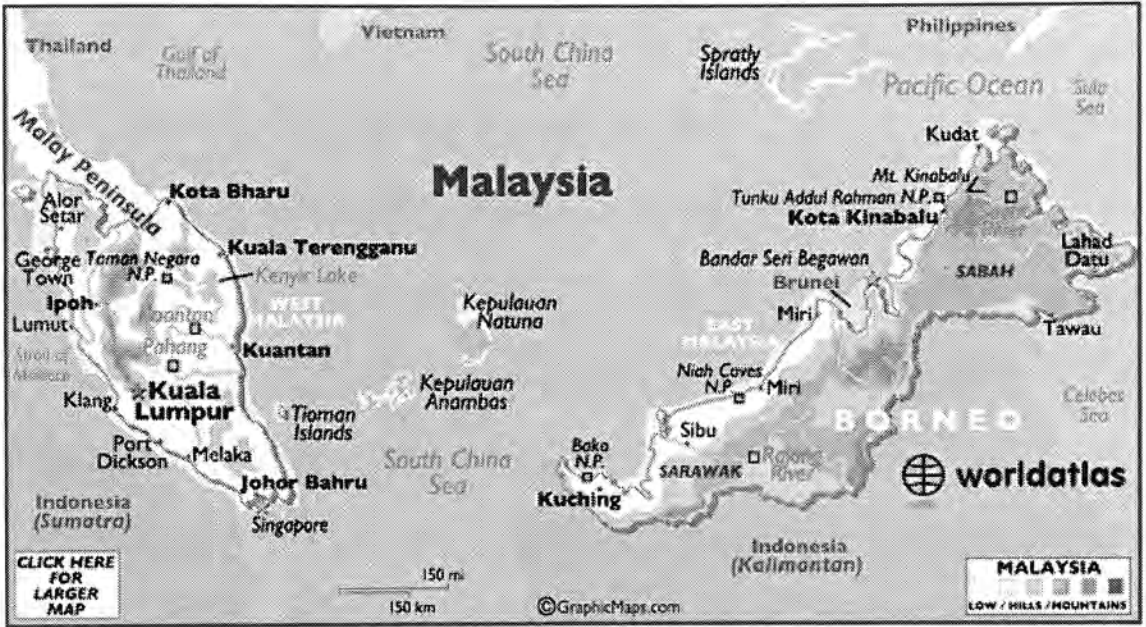 Thailand
Gulf of
Thailand
Vietnam
South China
Sea
Spratly
Islands
Philippines
Pacific Ocean
Sulu
Sea
Malay Peninsula
Malaysia
Kudat
Mt. Kinabalu
Tunku Addul Rahman N.P.
Kota Kinabalu
Alor
Setar
Kota Bharu
Kuala Terengganu
George
Town
Taman Negara
N.P.
Kenyir Lake
Bandar Seri Begawan
Brunei
SABAH
Lahad
Datu
Ipoh
Lumut
Kuantan
Pahang
WEST
MALAYSIA
Kepulauan
Natuna
Miri
EAST
MALAYSIA
Tawau
Strait of
Malacca
Kuantan
Kuala
Lumpur
Klang
Kepulauan
Anambas
Tioman
Islands
Niah Caves
N.P.
Miri
Celebes
Sea
BORNEO
Port
Dickson
Melaka
South China
Sea
Sibu
Bako
N.P.
SARAWAK
Rajang
River
worldatlas
Johor Bahru
Kuching
Indonesia
(Sumatra)
Singapore
Indonesia
(Kalimantan)
CLICK HERE
FOR
LARGER
MAP
150 mi
150 km
©GraphicMaps.com
MALAYSIA
LOW / HILLS / MOUNTAINS